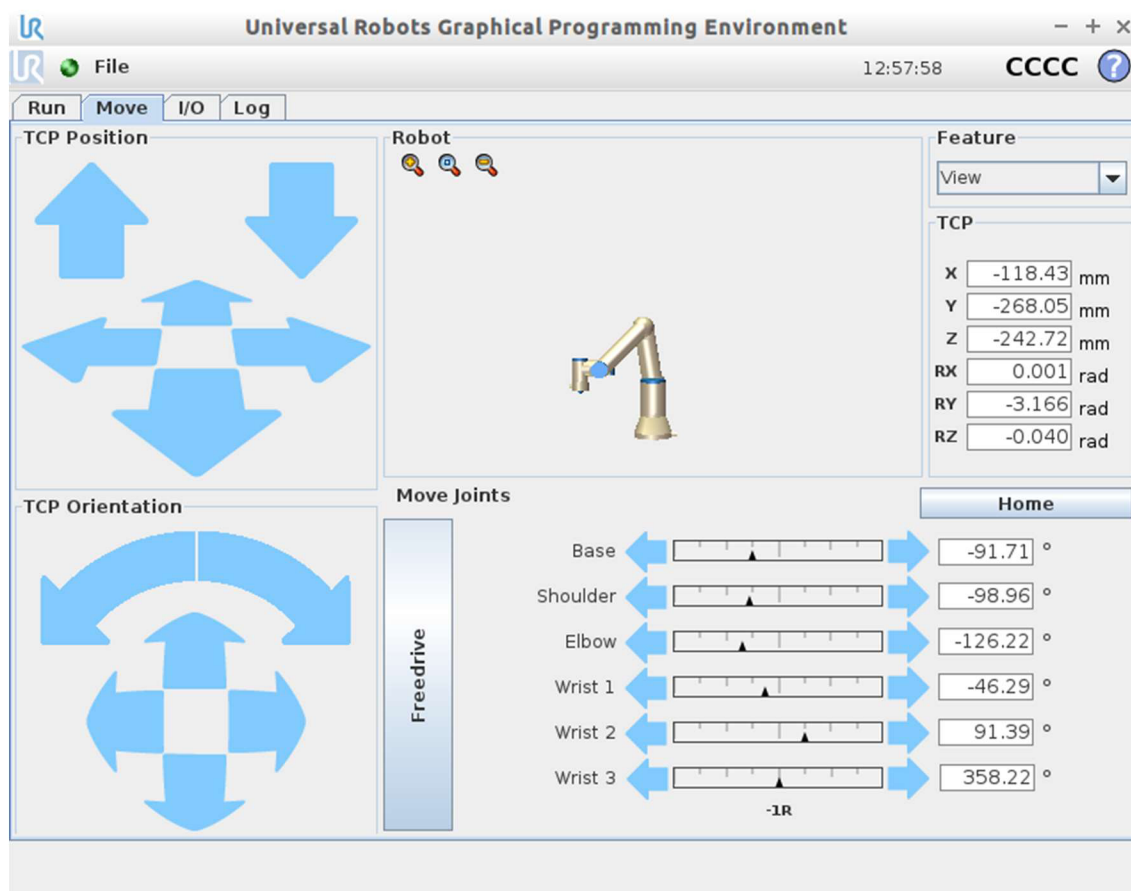 UR Universal Robots Graphical Programming Environment
UR File 12:57:58 CCCC ?
Run Move I/O Log
TCP Position
Robot
Feature
View
TCP
X -118.43 mm
Y -268.05 mm
Z -242.72 mm
RX 0.001 rad
RY -3.166 rad
RZ -0.040 rad
TCP Orientation
Move Joints
Home
Freedrive
Base -91.71 °
Shoulder -98.96 °
Elbow -126.22 °
Wrist 1 -46.29 °
Wrist 2 91.39 °
Wrist 3 358.22 °
-1R